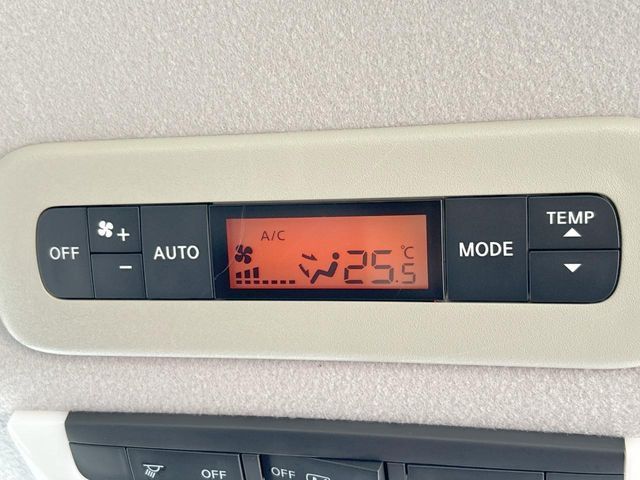 OFF
+
-
AUTO
A/C
25.5°C
MODE
TEMP
OFF
OFF